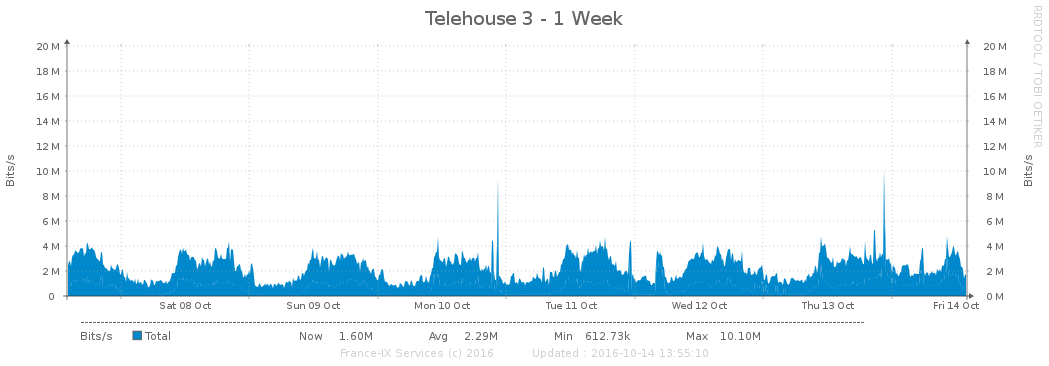 Telehouse 3 - 1 Week
RRDTOOL / TOBI OETIKER
Bits/s
Bits/s
20 M 20 M
18 M 18 M
16 M 16 M
14 M 14 M
12 M 12 M
10 M 10 M
8 M 8 M
6 M 6 M
4 M 4 M
2 M 2 M
0 0 M
Sat 08 Oct Sun 09 Oct Mon 10 Oct Tue 11 Oct Wed 12 Oct Thu 13 Oct Fri 14 Oct
Bits/s Total Now 1.60M Avg 2.29M Min 612.73k Max 10.10M
France-IX Services (c) 2016 Updated : 2016-10-14 13:55:10